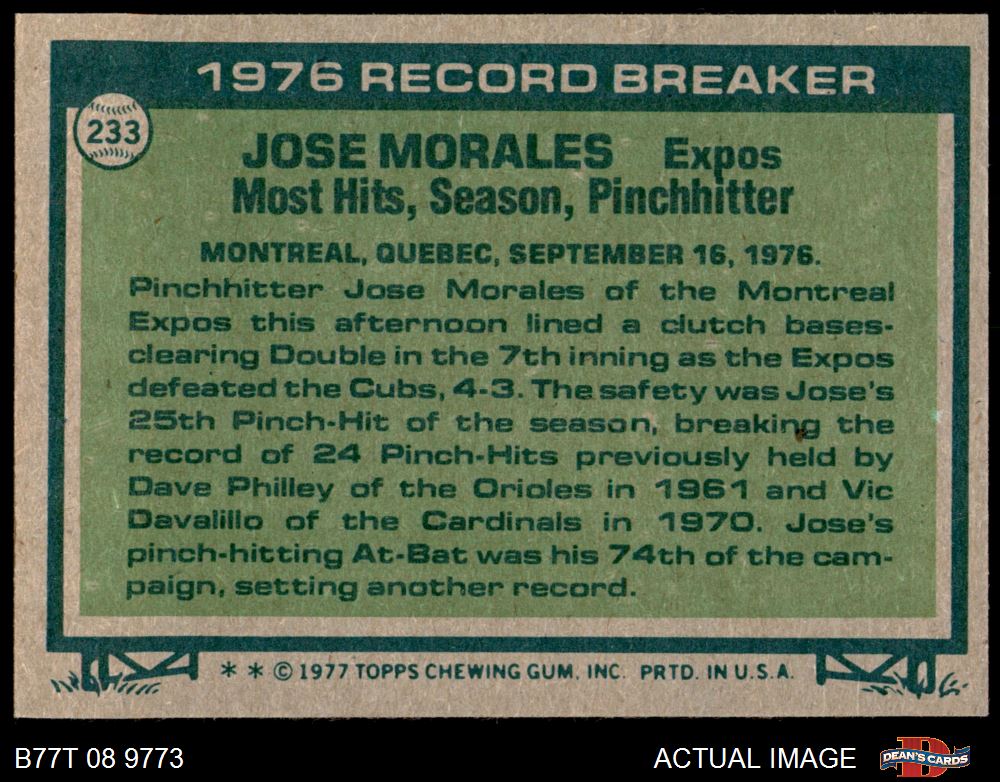 1976 RECORD BREAKER
233
JOSE MORALES Expos
Most Hits, Season, Pinchhitter
MONTREAL, QUEBEC, SEPTEMBER 16, 1976.
Pinchhitter Jose Morales of the Montreal
Expos this afternoon lined a clutch bases-
clearing Double in the 7th inning as the Expos
defeated the Cubs, 4-3. The safety was Jose's
25th Pinch-Hit of the season, breaking the
record of 24 Pinch-Hits previously held by
Dave Philley of the Orioles in 1961 and Vic
Davalillo of the Cardinals in 1970. Jose's
pinch-hitting At-Bat was his 74th of the cam-
paign, setting another record.
* * © 1977 TOPPS CHEWING GUM, INC. PRTD. IN U.S.A.
B77T 08 9773
ACTUAL IMAGE
D
DEAN'S CARDS